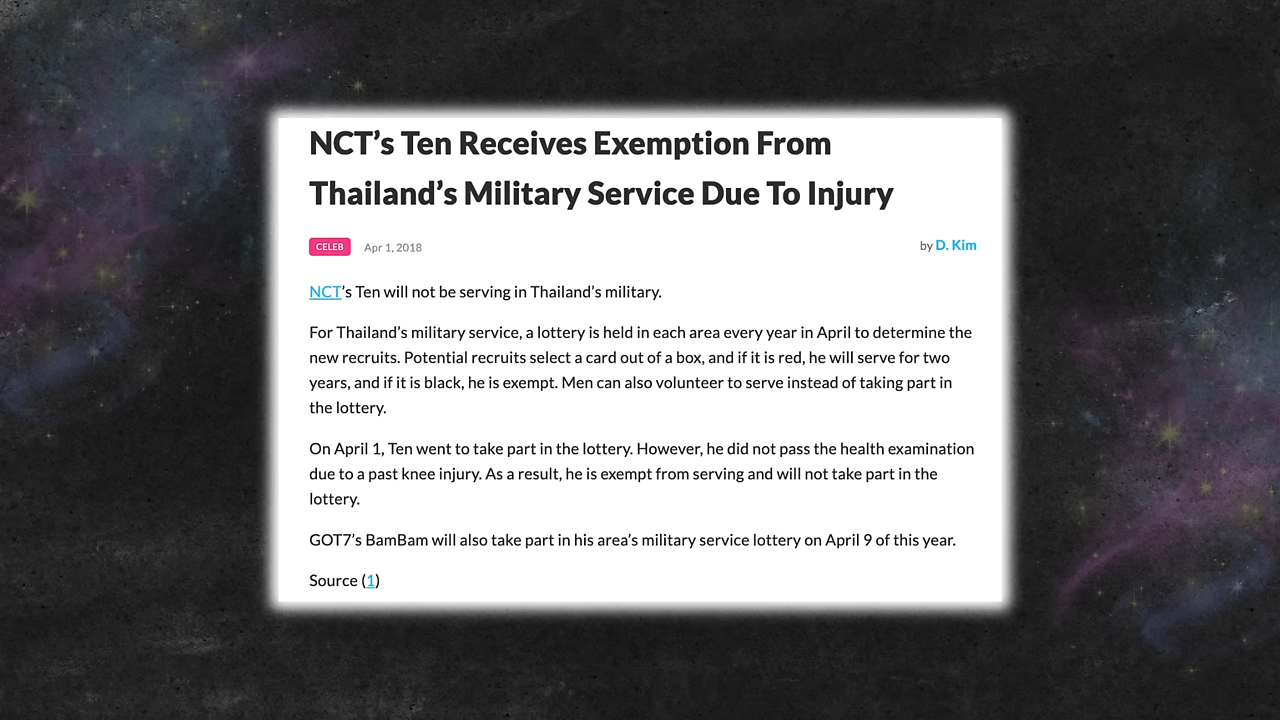 NCT’s Ten Receives Exemption From
Thailand’s Military Service Due To Injury
CELEB Apr 1, 2018 by D. Kim
NCT’s Ten will not be serving in Thailand’s military.
For Thailand’s military service, a lottery is held in each area every year in April to determine the
new recruits. Potential recruits select a card out of a box, and if it is red, he will serve for two
years, and if it is black, he is exempt. Men can also volunteer to serve instead of taking part in
the lottery.
On April 1, Ten went to take part in the lottery. However, he did not pass the health examination
due to a past knee injury. As a result, he is exempt from serving and will not take part in the
lottery.
GOT7’s BamBam will also take part in his area’s military service lottery on April 9 of this year.
Source (1)